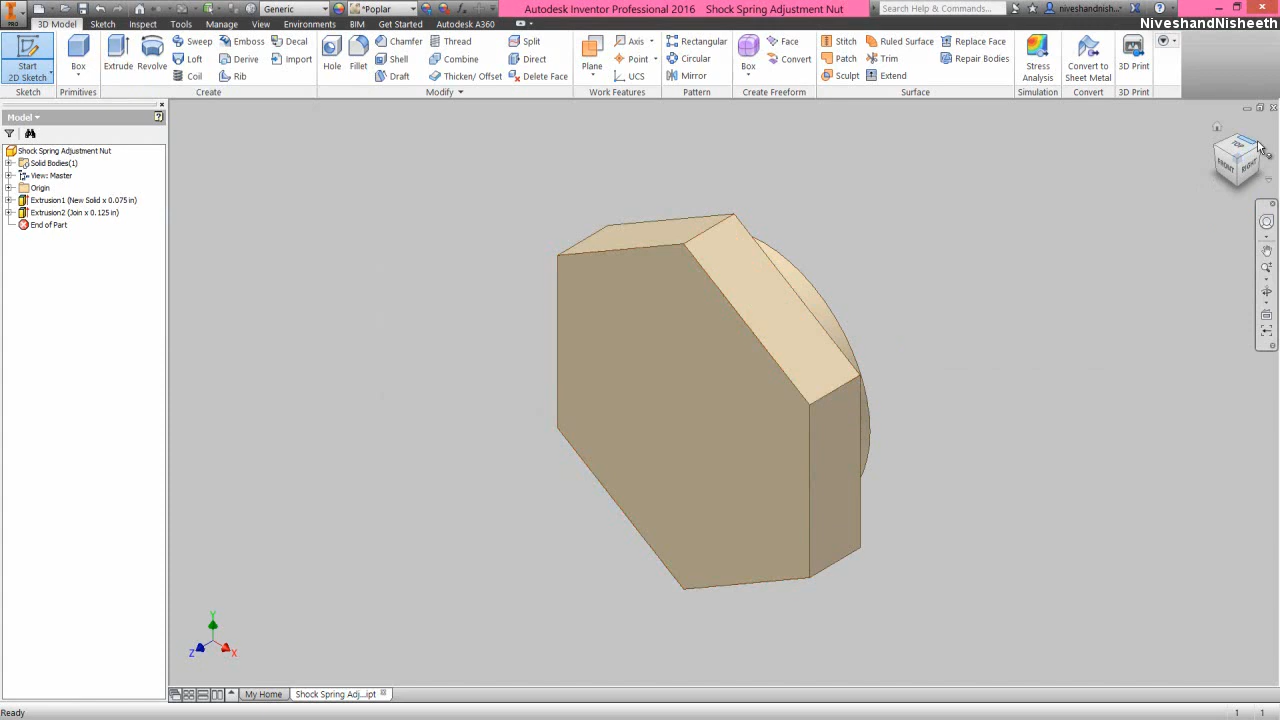 Generic
*Poplar
Autodesk Inventor Professional 2016 Shock Spring Adjustment Nut
Search Help & Commands...
niveshandnish...
NiveshandNisheeth
PRO
3D Model Sketch Inspect Tools Manage View Environments BIM Get Started Autodesk A360
Start
2D Sketch
Box
Extrude
Revolve
Sweep
Loft
Coil
Emboss
Derive
Rib
Decal
Import
Hole
Fillet
Chamfer
Shell
Draft
Thread
Combine
Thicken/ Offset
Split
Direct
Delete Face
Plane
Axis
Point
UCS
Rectangular
Circular
Mirror
Box
Face
Convert
Stitch
Patch
Sculpt
Ruled Surface
Trim
Extend
Replace Face
Repair Bodies
Stress
Analysis
Convert to
Sheet Metal
3D Print
Sketch Primitives Create Modify Work Features Pattern Create Freeform Surface Simulation Convert 3D Print
Model
Shock Spring Adjustment Nut
Solid Bodies(1)
View: Master
Origin
Extrusion1 (New Solid x 0.075 in)
Extrusion2 (Join x 0.125 in)
End of Part
TOP
FRONT
RIGHT
Y
Z
X
My Home
Shock Spring Adj...ipt
Ready
1 1